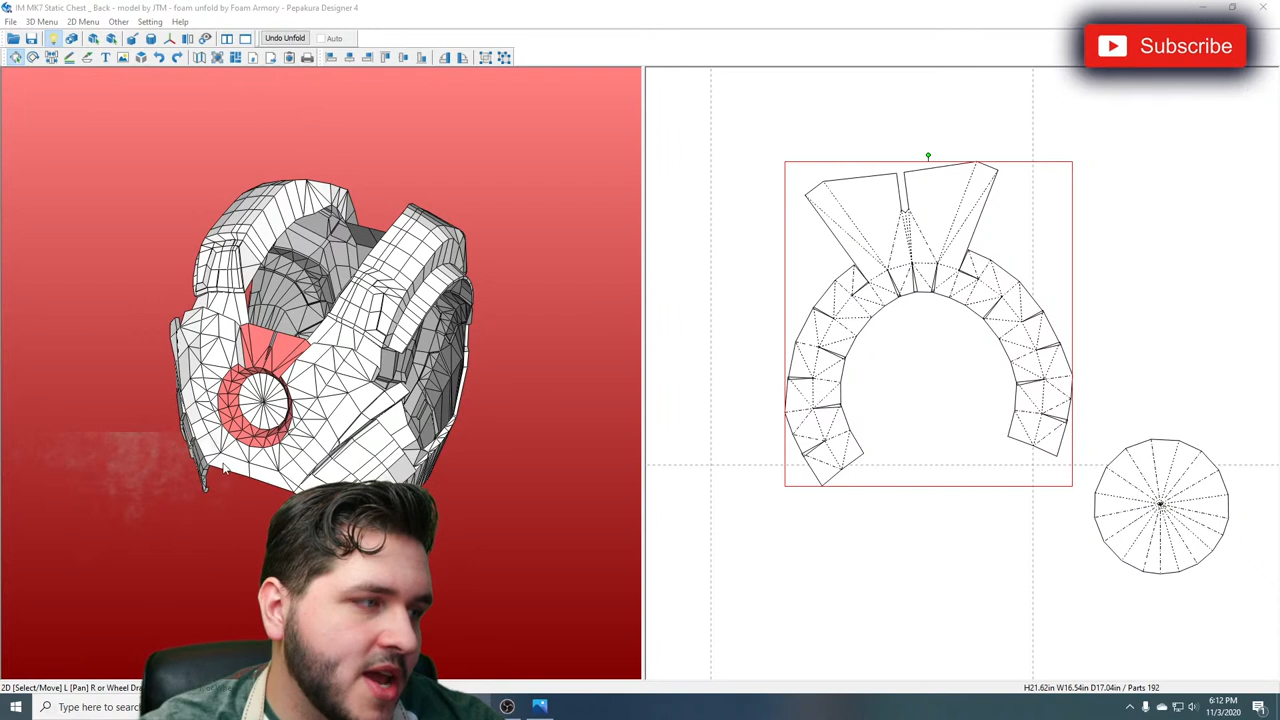 IM MK7 Static Chest _ Back - model by JTM - foam unfold by Foam Armory - Pepakura Designer 4
File 3D Menu 2D Menu Other Setting Help
Undo Unfold Auto
Subscribe
2D [Select/Move] L [Pan] R or Wheel Dra
H21.62in W16.54in D17.04in / Parts 192
Type here to search
6:12 PM
11/3/2020